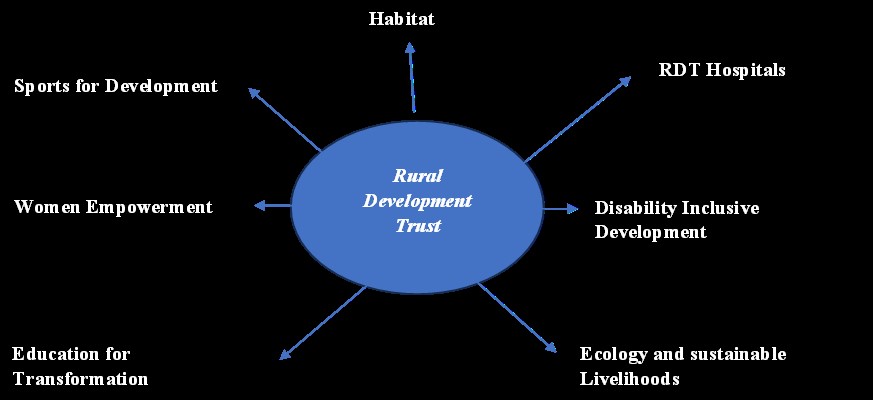 Habitat
Sports for Development
RDT Hospitals
Rural
Development
Trust
Women Empowerment
Disability Inclusive
Development
Education for
Transformation
Ecology and sustainable
Livelihoods